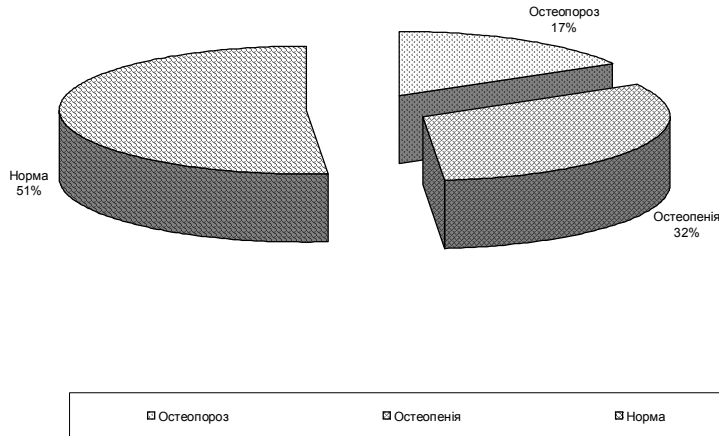 Остеопороз
17%
Норма
51%
Остеопенія
32%
Остеопороз
Остеопенія
Норма